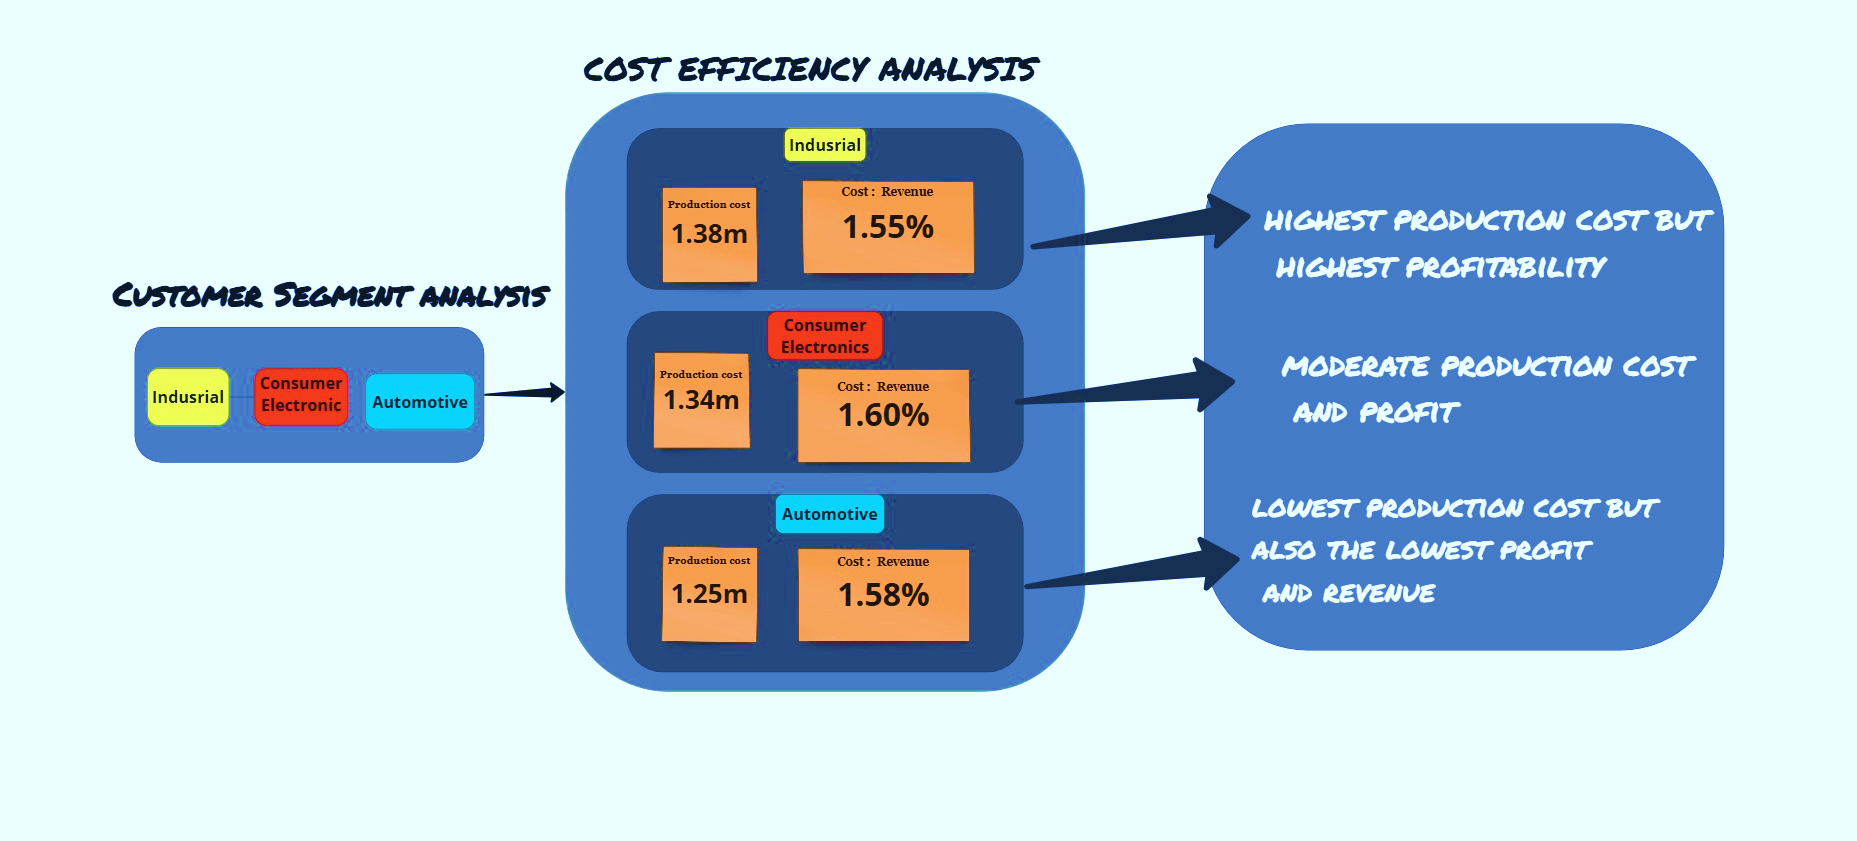 COST EFFICIENCY ANALYSIS
Indusrial
Production cost
1.38m
Cost : Revenue
1.55%
HIGHEST PRODUCTION COST BUT
HIGHEST PROFITABILITY
CUSTOMER SEGMENT ANALYSIS
Indusrial
Consumer
Electronic
Automotive
Consumer
Electronics
Production cost
1.34m
Cost : Revenue
1.60%
MODERATE PRODUCTION COST
AND PROFIT
Automotive
Production cost
1.25m
Cost : Revenue
1.58%
LOWEST PRODUCTION COST BUT
ALSO THE LOWEST PROFIT
AND REVENUE